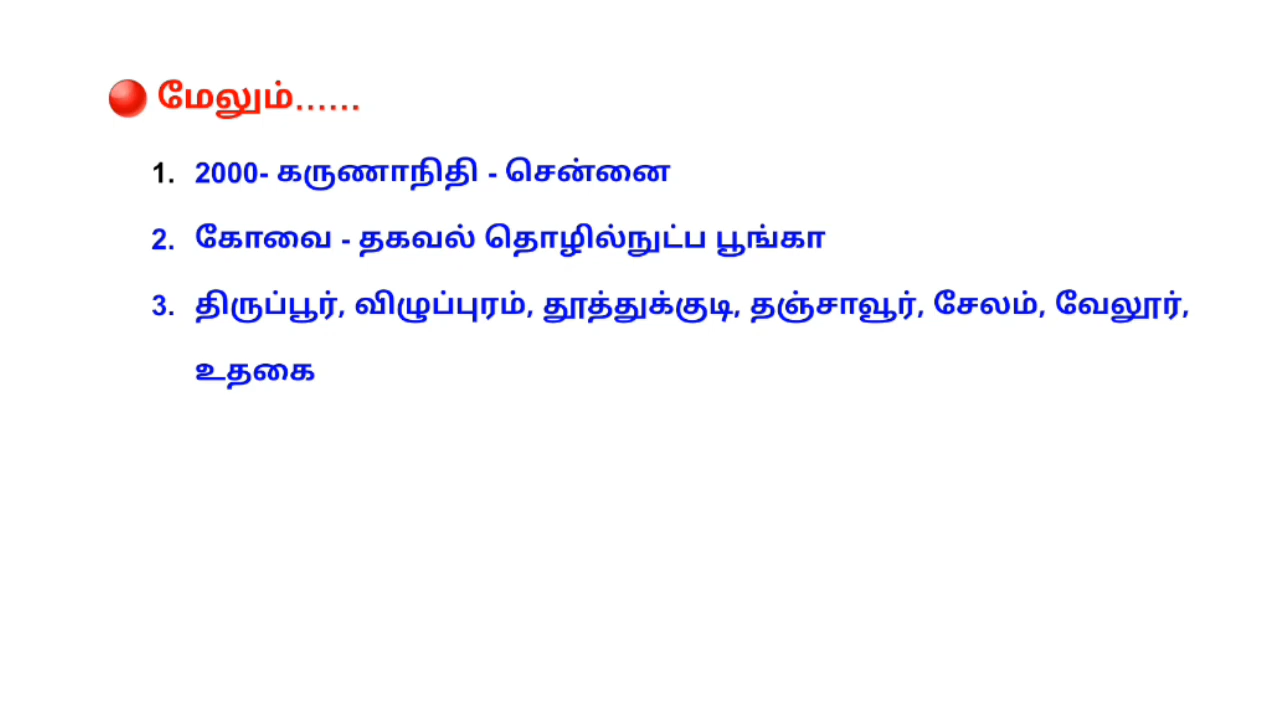 மேலும்......
1. 2000- கருணாநிதி - சென்னை
2. கோவை - தகவல் தொழில்நுட்ப பூங்கா
3. திருப்பூர், விழுப்புரம், தூத்துக்குடி, தஞ்சாவூர், சேலம், வேலூர்,
உதகை